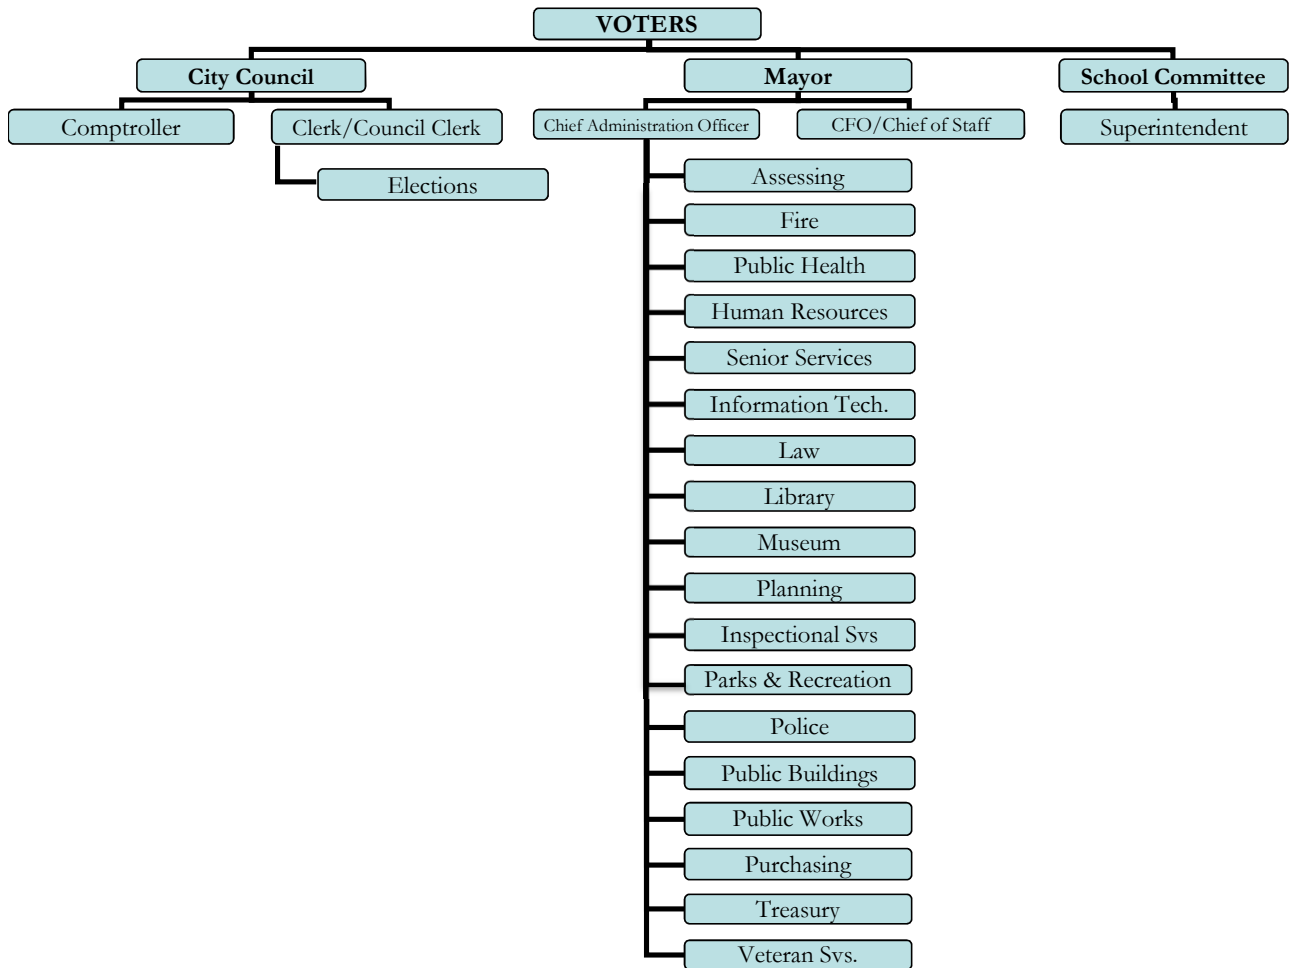 VOTERS
City Council
Mayor
School Committee
Comptroller
Clerk/Council Clerk
Chief Administration Officer
CFO/Chief of Staff
Superintendent
Elections
Assessing
Fire
Public Health
Human Resources
Senior Services
Information Tech.
Law
Library
Museum
Planning
Inspectional Svs
Parks & Recreation
Police
Public Buildings
Public Works
Purchasing
Treasury
Veteran Svs.